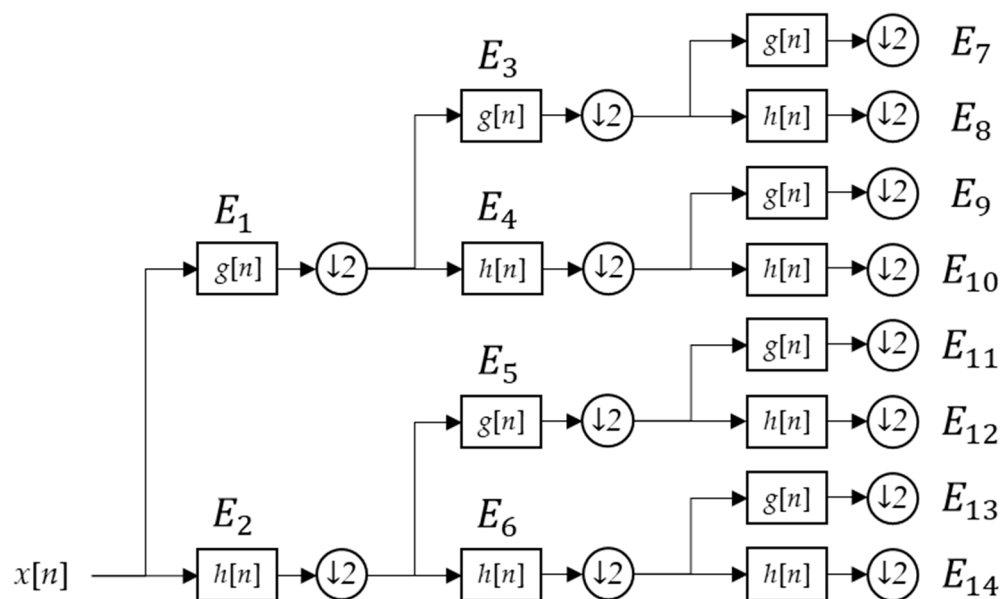 g[n] ↓2 E₇
E₃
g[n] ↓2 h[n] ↓2 E₈
E₁ E₄ g[n] ↓2 E₉
g[n] ↓2 h[n] ↓2 h[n] ↓2 E₁₀
E₅ g[n] ↓2 E₁₁
g[n] ↓2 h[n] ↓2 E₁₂
E₂ E₆ g[n] ↓2 E₁₃
x[n] h[n] ↓2 h[n] ↓2 h[n] ↓2 E₁₄